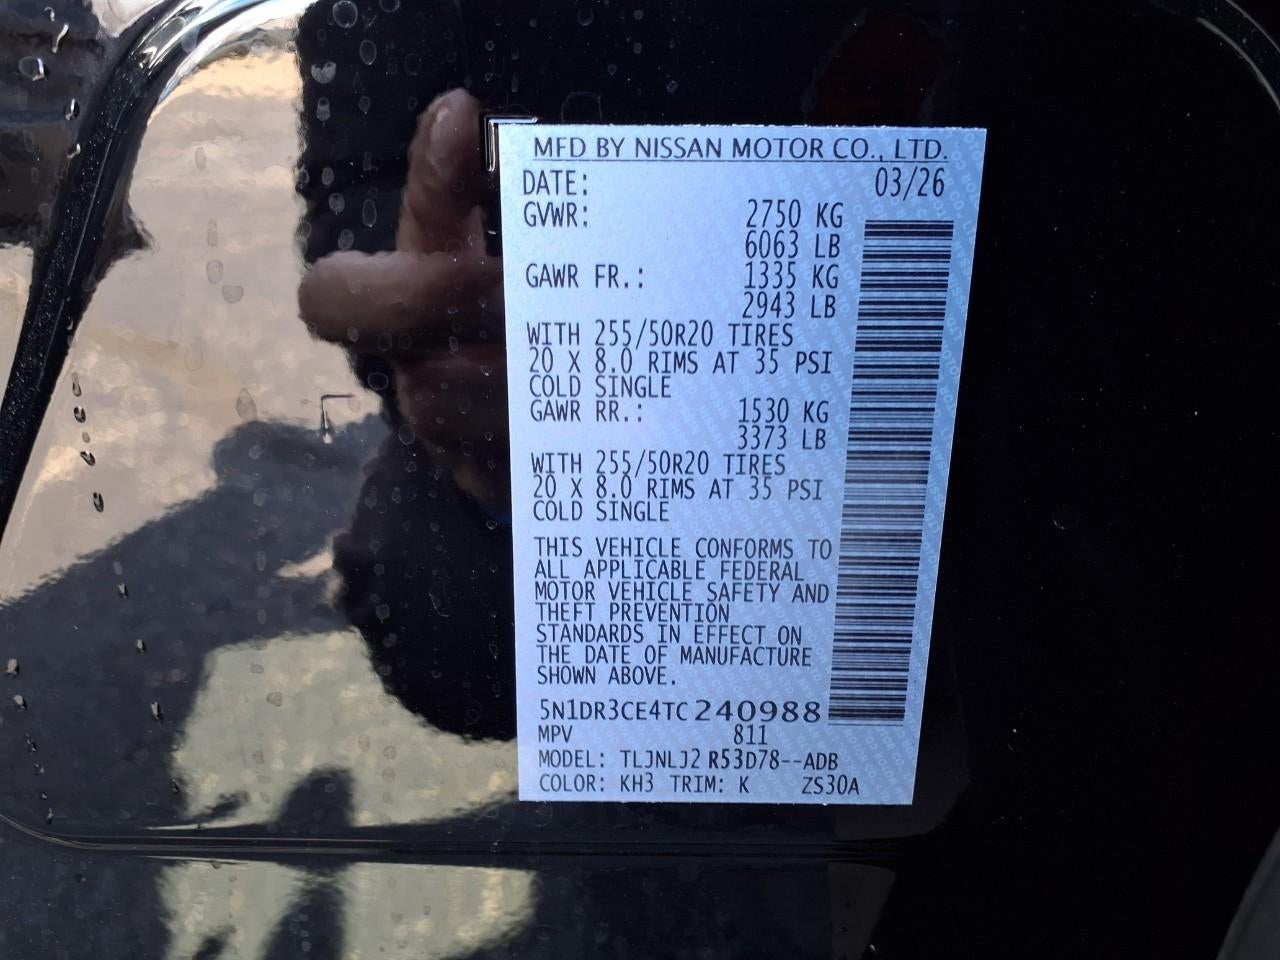 MFD BY NISSAN MOTOR CO., LTD.
DATE: 03/26
GVWR: 2750 KG
6063 LB
GAWR FR.: 1335 KG
2943 LB
WITH 255/50R20 TIRES
20 X 8.0 RIMS AT 35 PSI
COLD SINGLE
GAWR RR.: 1530 KG
3373 LB
WITH 255/50R20 TIRES
20 X 8.0 RIMS AT 35 PSI
COLD SINGLE
THIS VEHICLE CONFORMS TO
ALL APPLICABLE FEDERAL
MOTOR VEHICLE SAFETY AND
THEFT PREVENTION
STANDARDS IN EFFECT ON
THE DATE OF MANUFACTURE
SHOWN ABOVE.
5N1DR3CE4TC240988
MPV 811
MODEL: TLJNLJ2 R53D78--ADB
COLOR: KH3 TRIM: K ZS30A